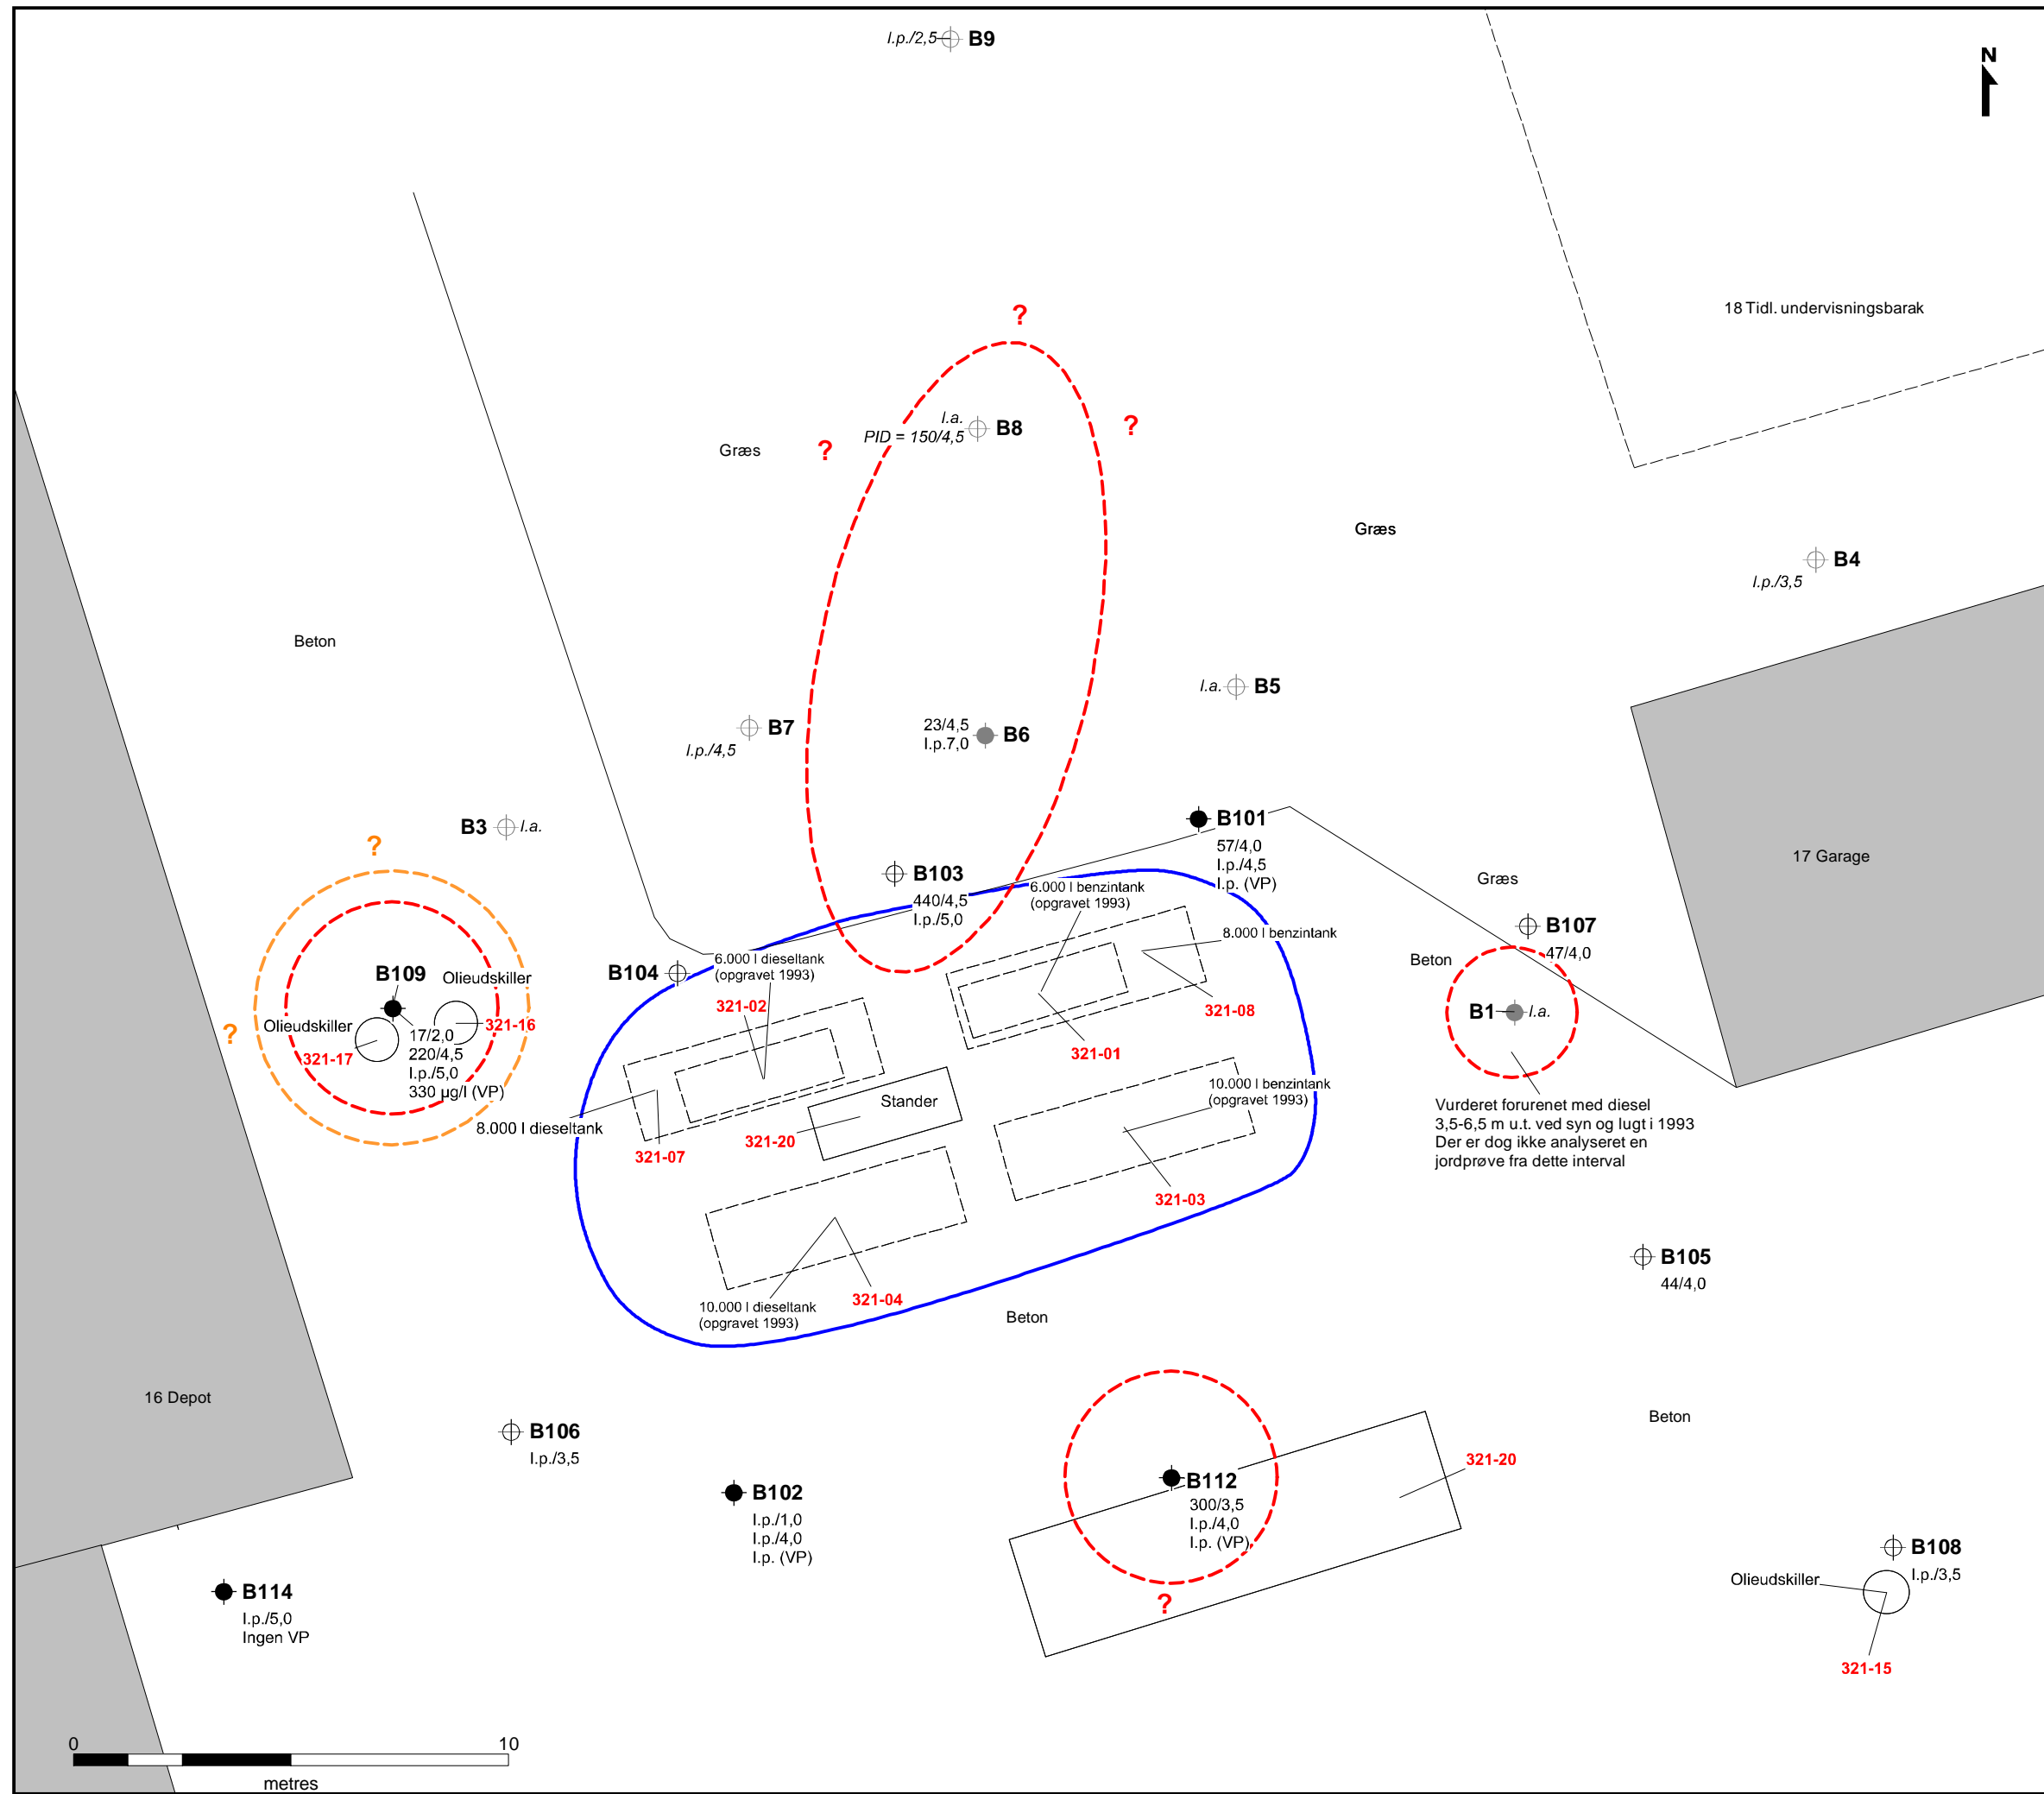 I.p./2,5
B9
N
18 Tidl. undervisningsbarak
?
I.a.
PID = 150/4,5
B8
?
?
Græs
Græs
B4
I.p./3,5
Beton
I.a.
B5
B7
I.p./4,5
23/4,5
I.p.7,0
B6
B3
I.a.
B101
57/4,0
I.p./4,5
I.p. (VP)
17 Garage
?
B103
440/4,5
I.p./5,0
6.000 l benzintank
(opgravet 1993)
Græs
B107
47/4,0
8.000 l benzintank
Beton
B104
6.000 l dieseltank
(opgravet 1993)
B109
Olieudskiller
321-02
321-08
B1
I.a.
Olieudskiller
321-16
321-17
17/2,0
220/4,5
I.p./5,0
330 µg/l (VP)
?
321-01
10.000 l benzintank
(opgravet 1993)
Stander
8.000 l dieseltank
321-20
321-07
Vurderet forurenet med diesel
3,5-6,5 m u.t. ved syn og lugt i 1993
Der er dog ikke analyseret en
jordprøve fra dette interval
321-03
B105
44/4,0
10.000 l dieseltank
(opgravet 1993)
321-04
Beton
16 Depot
Beton
B106
I.p./3,5
321-20
B102
I.p./1,0
I.p./4,0
I.p. (VP)
B112
300/3,5
I.p./4,0
I.p. (VP)
?
B108
I.p./3,5
Olieudskiller
B114
I.p./5,0
Ingen VP
321-15
0
10
metres